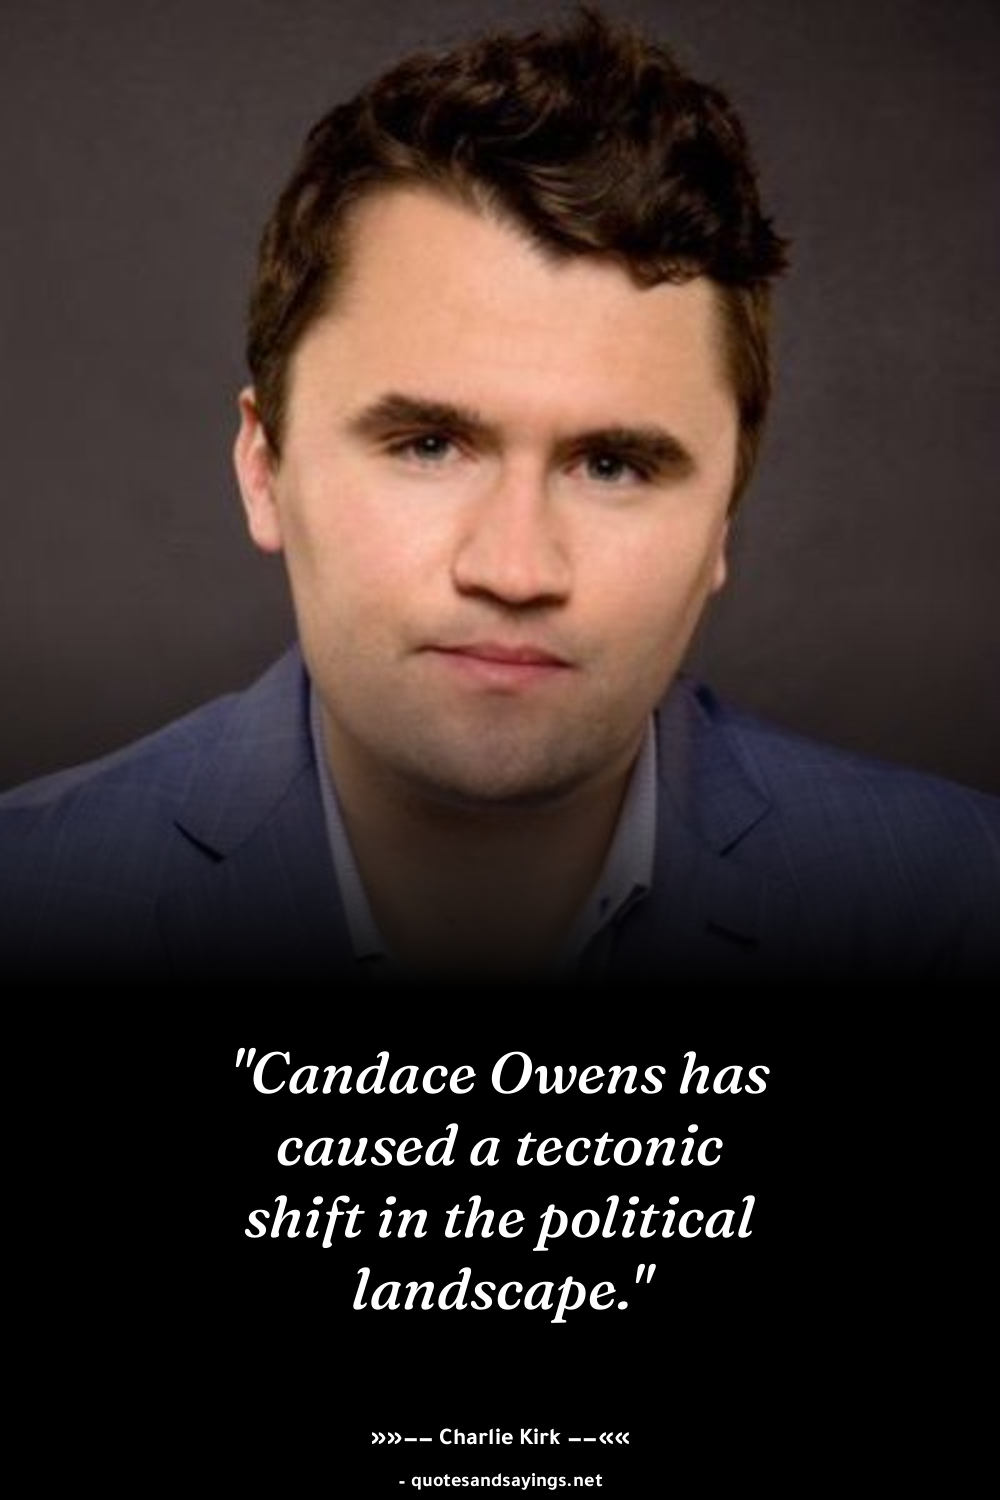 "Candace Owens has
caused a tectonic
shift in the political
landscape."
»»–– Charlie Kirk ––««
- quotesandsayings.net